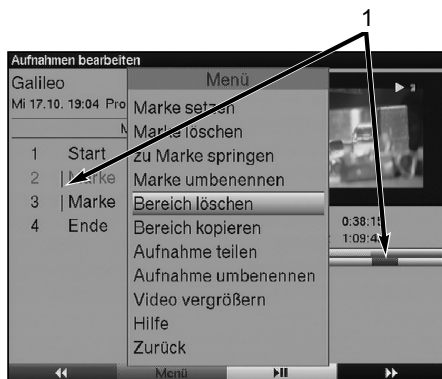 1
Aufnahmen bearbeiten
Galileo
Mi 17.10. 19:04 Pro
M
1 Start
2 Marke
3 Marke
4 Ende
Menü
Marke setzen
Marke löschen
zu Marke springen
Marke umbenennen
Bereich löschen
Bereich kopieren
Aufnahme teilen
Aufnahme umbenennen
Video vergrößern
Hilfe
Zurück
0:38:15
1:09:4
Menü